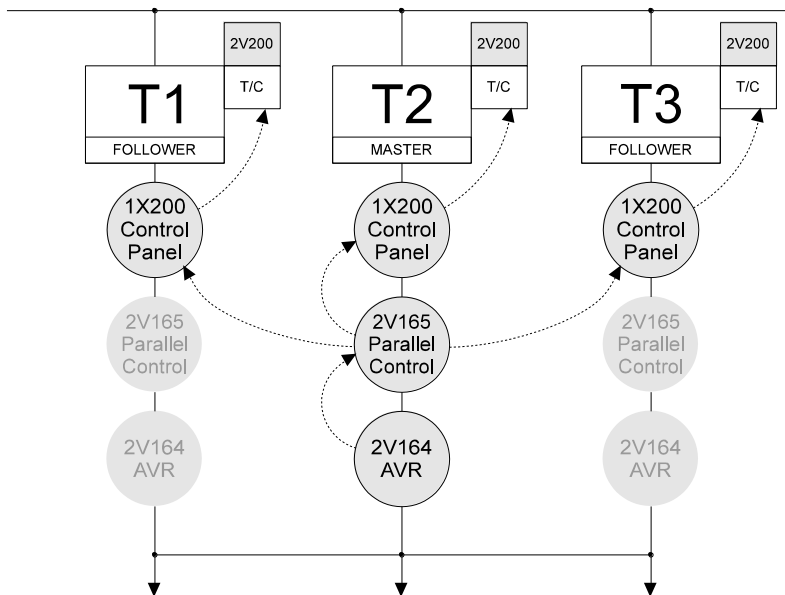 2V200
2V200
2V200
T1
T/C
T2
T/C
T3
T/C
FOLLOWER
MASTER
FOLLOWER
1X200
Control
Panel
1X200
Control
Panel
1X200
Control
Panel
2V165
Parallel
Control
2V165
Parallel
Control
2V165
Parallel
Control
2V164
AVR
2V164
AVR
2V164
AVR